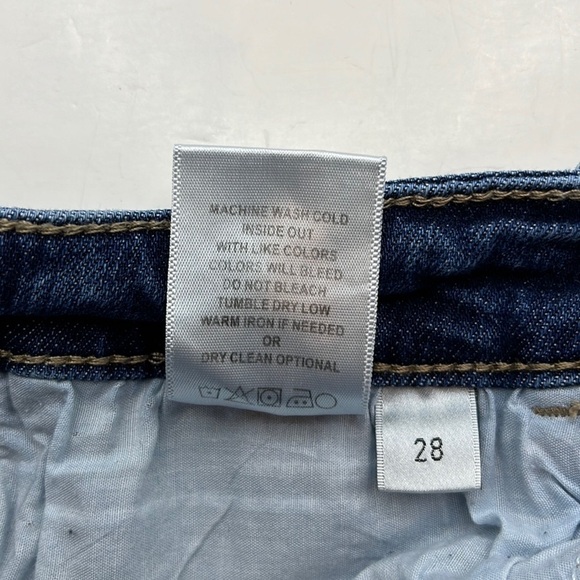 MACHINE WASH COLD
INSIDE OUT
WITH LIKE COLORS
COLORS WILL BLEED
DO NOT BLEACH
TUMBLE DRY LOW
WARM IRON IF NEEDED
OR
DRY CLEAN OPTIONAL
28